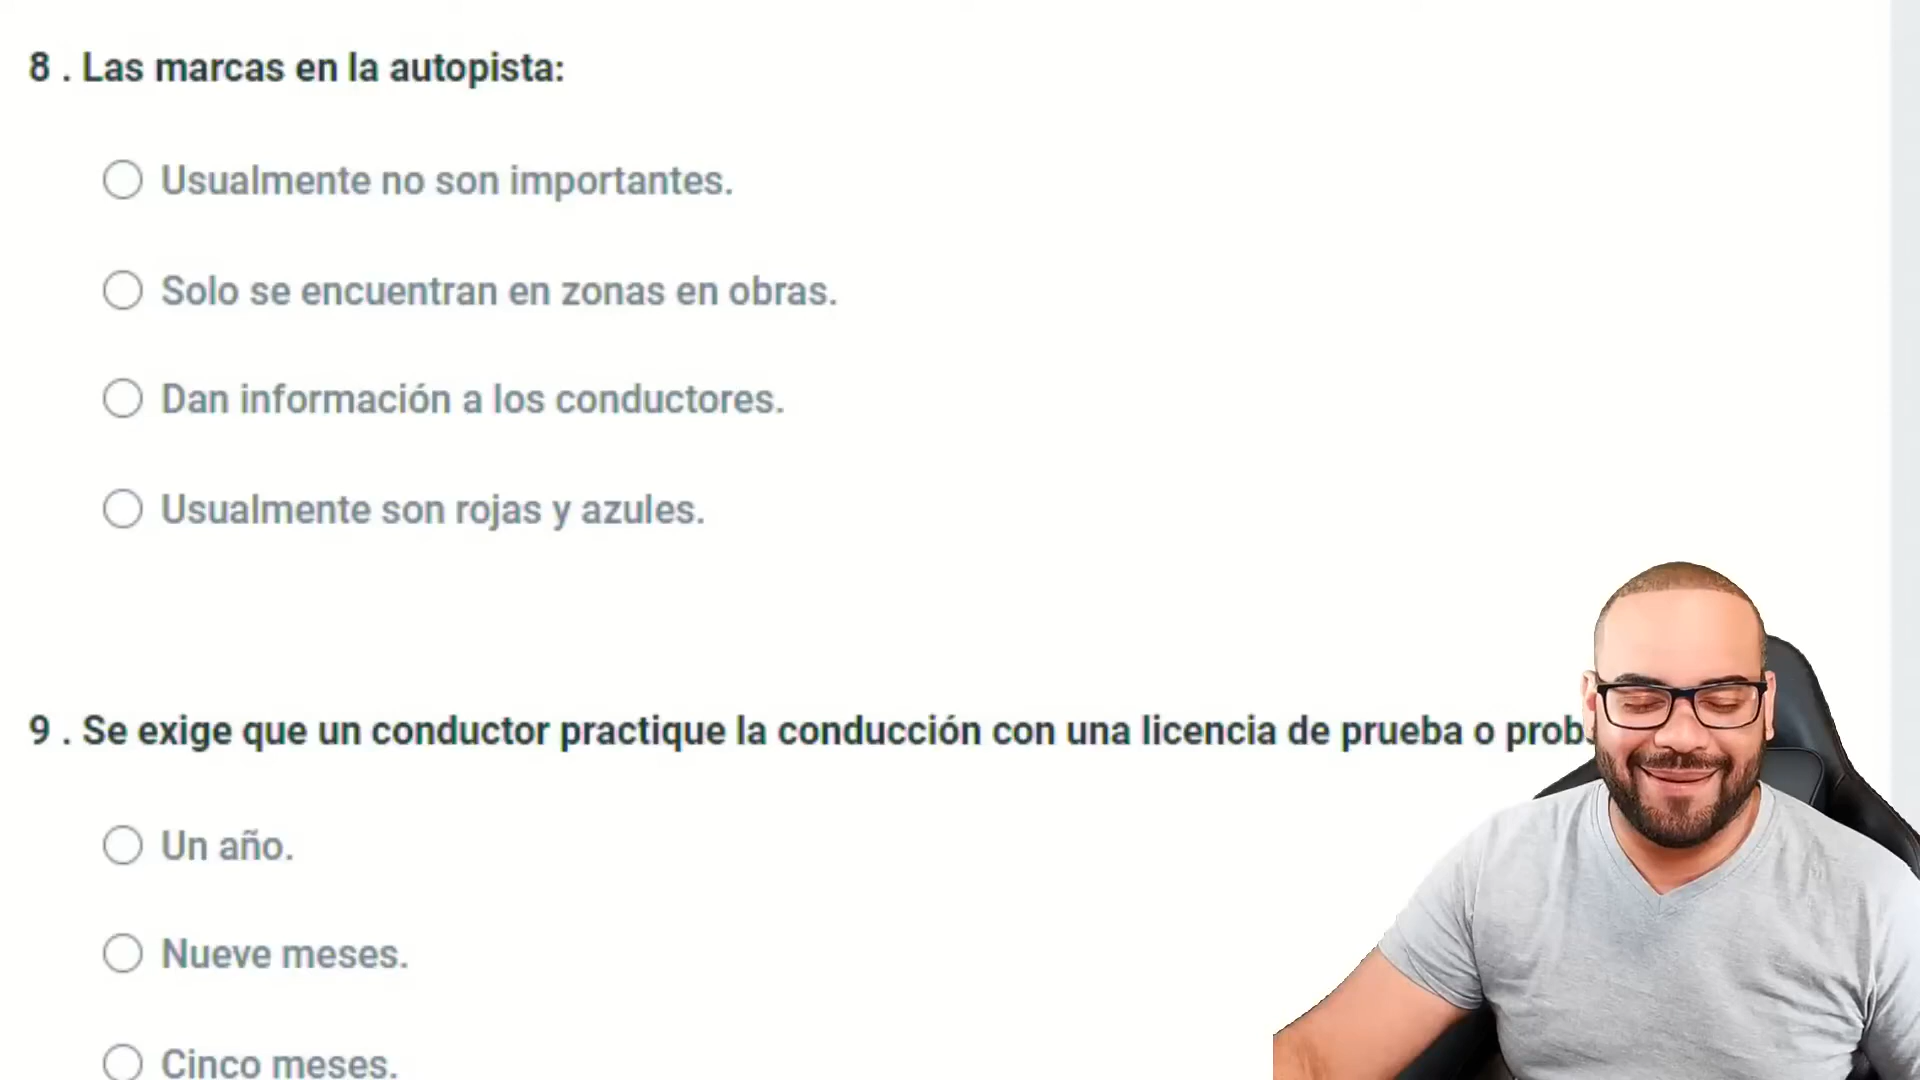 8 . Las marcas en la autopista:
Usualmente no son importantes.
Solo se encuentran en zonas en obras.
Dan información a los conductores.
Usualmente son rojas y azules.
9 . Se exige que un conductor practique la conducción con una licencia de prueba o
Un año.
Nueve meses.
Cinco meses.